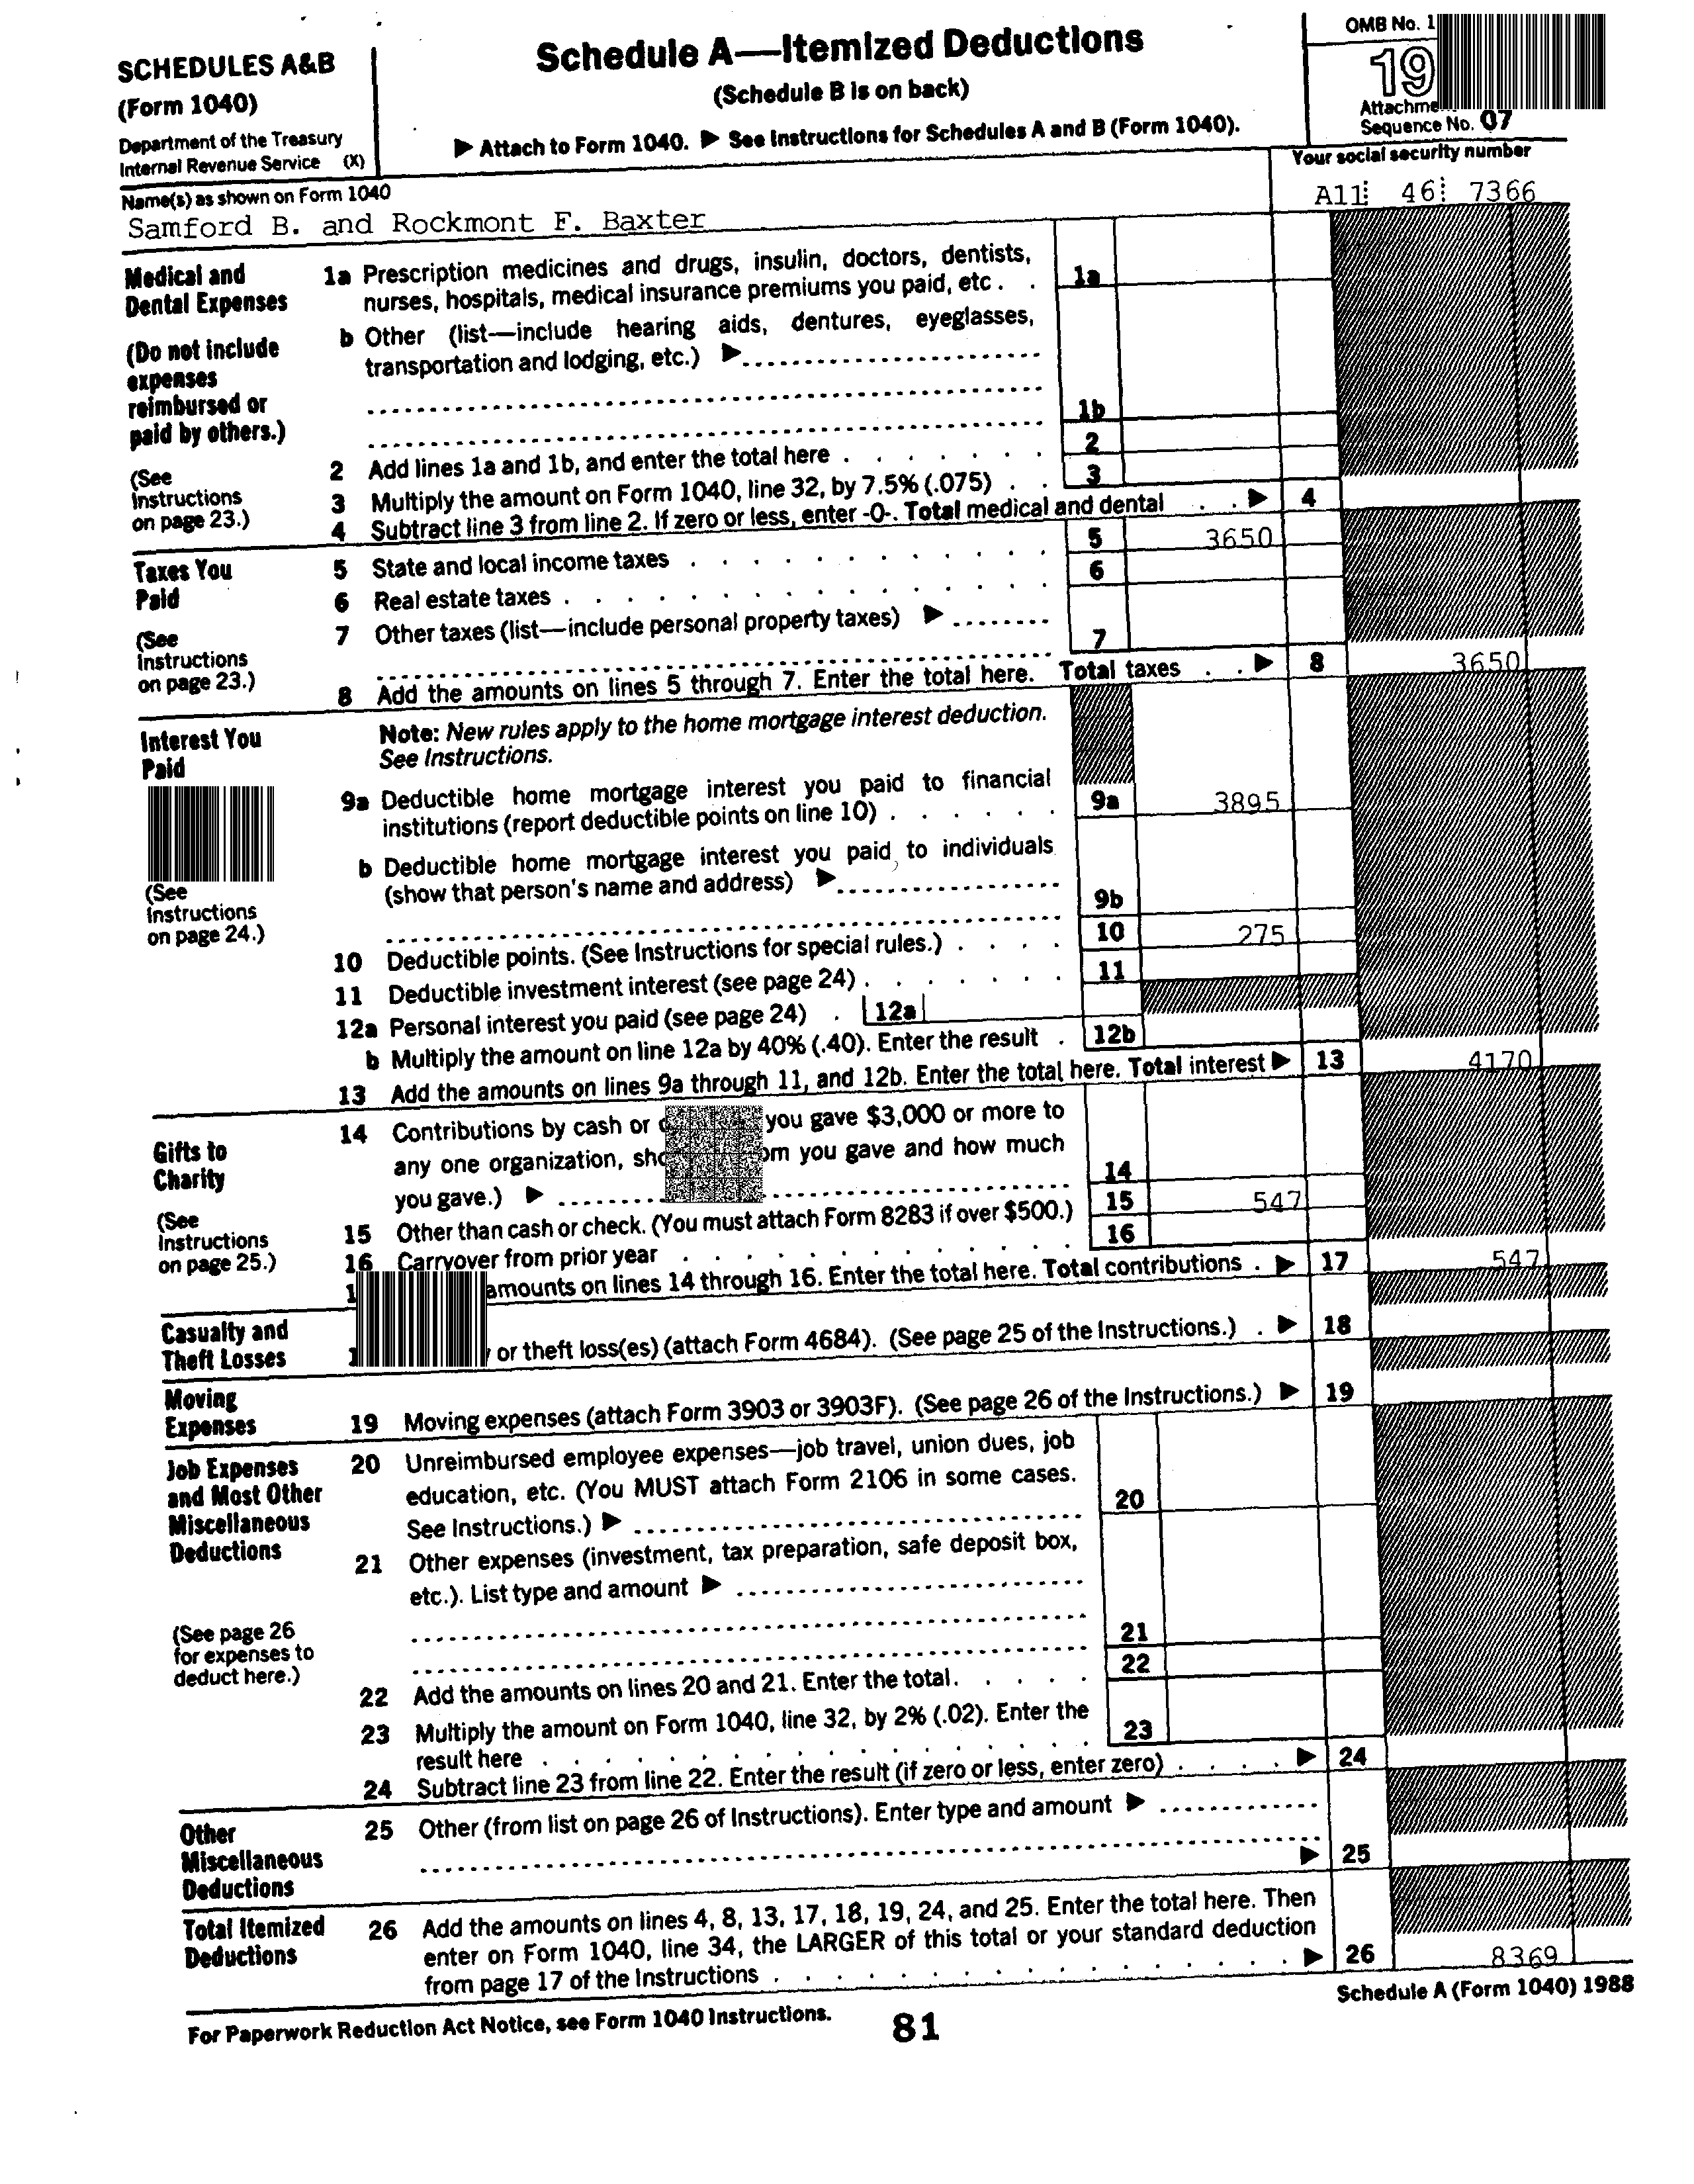 SCHEDULES A&B
(Form 1040)
Department of the Treasury
Internal Revenue Service (X)
Schedule A—Itemized Deductions
(Schedule B is on back)
▶ Attach to Form 1040. ▶ See Instructions for Schedules A and B (Form 1040).
OMB No. 1
19
Sequence No. 07
Name(s) as shown on Form 1040
Samford B. and Rockmont F. Baxter
Your social security number
A11 46 7366
Medical and
Dental Expenses
(Do not include
expenses
reimbursed or
paid by others.)
(See
Instructions
on page 23.)
1a Prescription medicines and drugs, insulin, doctors, dentists,
nurses, hospitals, medical insurance premiums you paid, etc . . 1a
b Other (list—include hearing aids, dentures, eyeglasses,
transportation and lodging, etc.) ▶
1b
2 Add lines 1a and 1b, and enter the total here . . . . . . . 2
3 Multiply the amount on Form 1040, line 32, by 7.5% (.075) . . 3
4 Subtract line 3 from line 2. If zero or less, enter -0-. Total medical and dental . . ▶ 4
Taxes You
Paid
(See
Instructions
on page 23.)
5 State and local income taxes . . . . . . . . . . . 5 3650
6 Real estate taxes . . . . . . . . . . . . . . 6
7 Other taxes (list—include personal property taxes) ▶
7
8 Add the amounts on lines 5 through 7. Enter the total here. Total taxes . . ▶ 8 3650
Interest You
Paid
(See
Instructions
on page 24.)
Note: New rules apply to the home mortgage interest deduction.
See Instructions.
9a Deductible home mortgage interest you paid to financial
institutions (report deductible points on line 10) . . . . . . 9a 3895
b Deductible home mortgage interest you paid to individuals
(show that person's name and address) ▶
9b
10 Deductible points. (See Instructions for special rules.) . . . . 10 275
11 Deductible investment interest (see page 24) . . . . . . . 11
12a Personal interest you paid (see page 24) . 12a
b Multiply the amount on line 12a by 40% (.40). Enter the result . 12b
13 Add the amounts on lines 9a through 11, and 12b. Enter the total here. Total interest ▶ 13 4170
Gifts to
Charity
(See
Instructions
on page 25.)
14 Contributions by cash or you gave $3,000 or more to
any one organization, you gave and how much
you gave.) ▶ 14
15 Other than cash or check. (You must attach Form 8283 if over $500.) 15 547
16 Carryover from prior year . . . . . . . . . . . . 16
amounts on lines 14 through 16. Enter the total here. Total contributions . ▶ 17 547
Casualty and
Theft Losses
or theft loss(es) (attach Form 4684). (See page 25 of the Instructions.) . ▶ 18
Moving
Expenses
19 Moving expenses (attach Form 3903 or 3903F). (See page 26 of the Instructions.) ▶ 19
Job Expenses
and Most Other
Miscellaneous
Deductions
(See page 26
for expenses to
deduct here.)
20 Unreimbursed employee expenses—job travel, union dues, job
education, etc. (You MUST attach Form 2106 in some cases.
See Instructions.) ▶ 20
21 Other expenses (investment, tax preparation, safe deposit box,
etc.). List type and amount ▶
21
22 Add the amounts on lines 20 and 21. Enter the total. . . . . 22
23 Multiply the amount on Form 1040, line 32, by 2% (.02). Enter the
result here . . . . . . . . . . . . . . . . 23
24 Subtract line 23 from line 22. Enter the result (if zero or less, enter zero) . . . . ▶ 24
Other
Miscellaneous
Deductions
25 Other (from list on page 26 of Instructions). Enter type and amount ▶
▶ 25
Total Itemized
Deductions
26 Add the amounts on lines 4, 8, 13, 17, 18, 19, 24, and 25. Enter the total here. Then
enter on Form 1040, line 34, the LARGER of this total or your standard deduction
from page 17 of the Instructions . . . . . . . . . . . . . . . ▶ 26 8369
For Paperwork Reduction Act Notice, see Form 1040 Instructions.
81
Schedule A (Form 1040) 1988